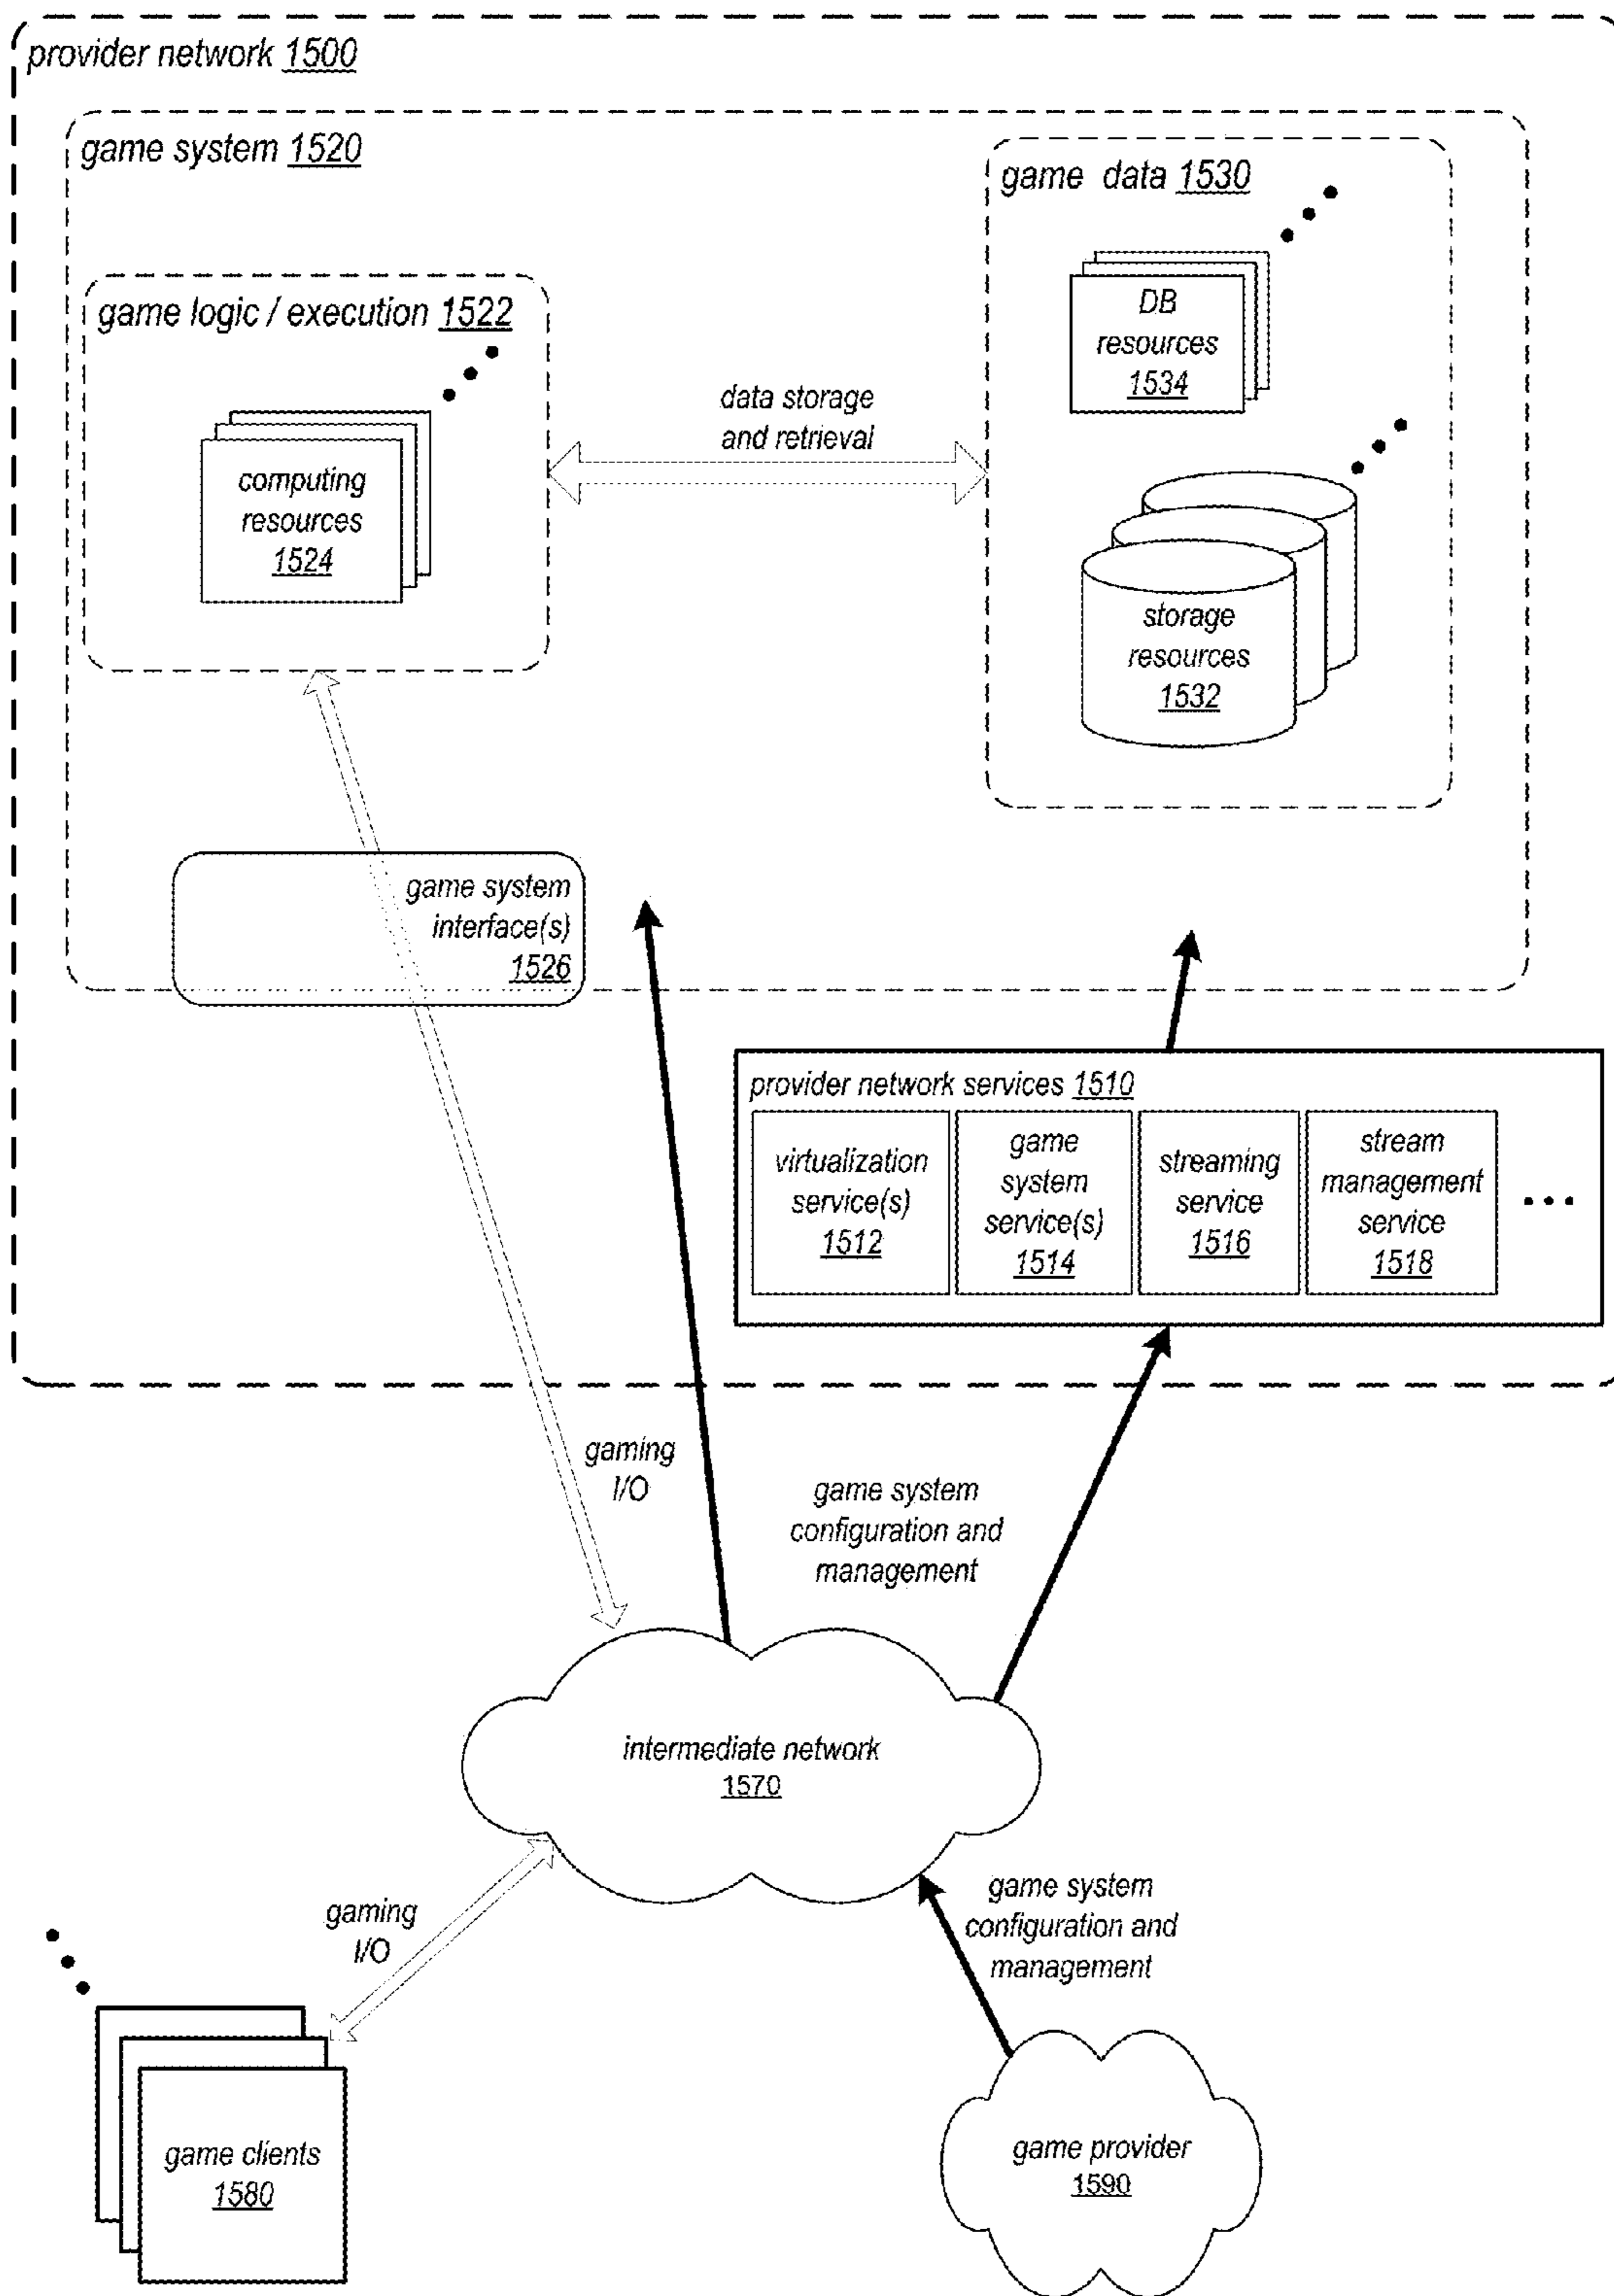 provider network 1500
game system 1520
game data 1530
DB
resources
1534
game logic / execution 1522
computing
resources
1524
data storage
and retrieval
storage
resources
1532
game system
interface(s)
1526
provider network services 1510
virtualization
service(s)
1512
game
system
service(s)
1514
streaming
service
1516
stream
management
service
1518
gaming
I/O
game system
configuration and
management
intermediate network
1570
gaming
I/O
game system
configuration and
management
game clients
1580
game provider
1590